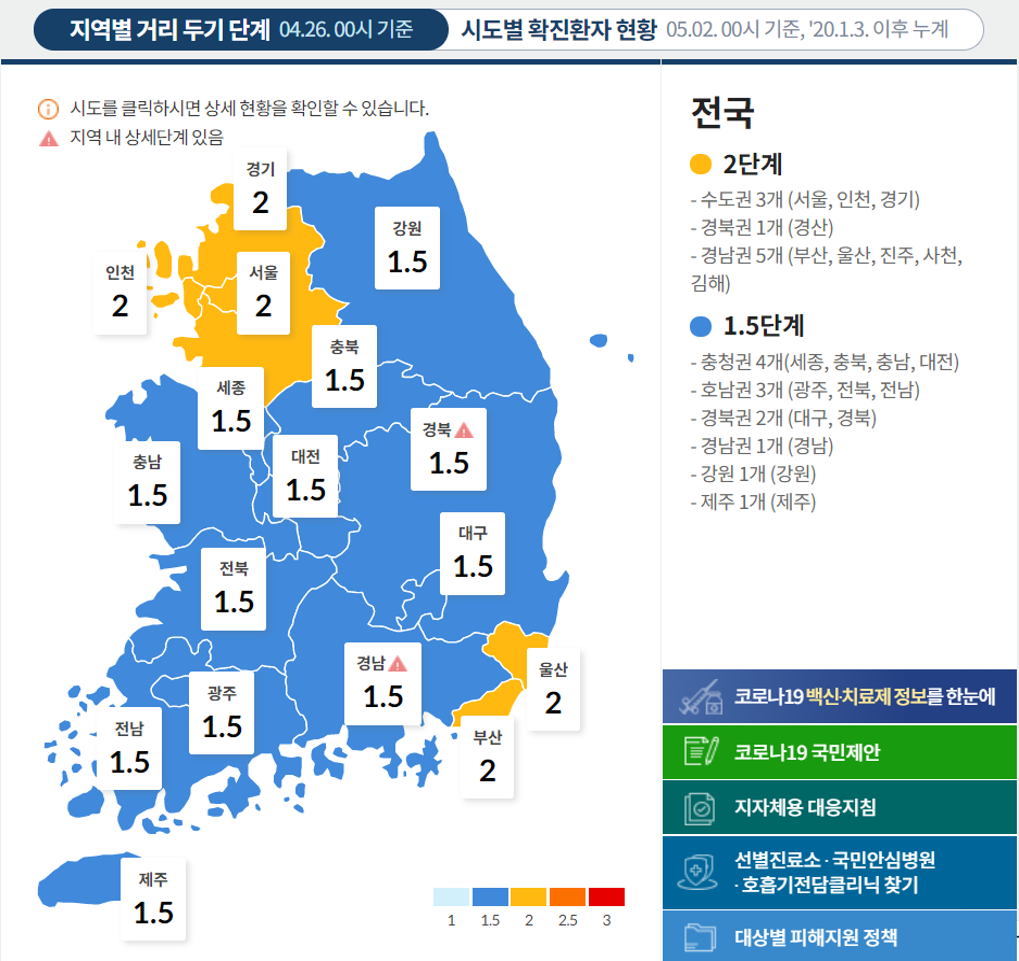 지역별 거리 두기 단계 04.26. 00시 기준
시도별 확진환자 현황 05.02. 00시 기준, '20.1.3. 이후 누계
시도를 클릭하시면 상세 현황을 확인할 수 있습니다.
지역 내 상세단계 있음
경기
2
강원
1.5
인천
2
서울
2
충북
1.5
세종
1.5
경북
1.5
대전
1.5
충남
1.5
대구
1.5
전북
1.5
경남
1.5
울산
2
광주
1.5
전남
1.5
부산
2
제주
1.5
1 1.5 2 2.5 3
전국
2단계
- 수도권 3개 (서울, 인천, 경기)
- 경북권 1개 (경산)
- 경남권 5개 (부산, 울산, 진주, 사천,
김해)
1.5단계
- 충청권 4개(세종, 충북, 충남, 대전)
- 호남권 3개 (광주, 전북, 전남)
- 경북권 2개 (대구, 경북)
- 경남권 1개 (경남)
- 강원 1개 (강원)
- 제주 1개 (제주)
코로나19 백신·치료제 정보를 한눈에
코로나19 국민제안
지자체용 대응지침
선별진료소 · 국민안심병원
· 호흡기전담클리닉 찾기
대상별 피해지원 정책